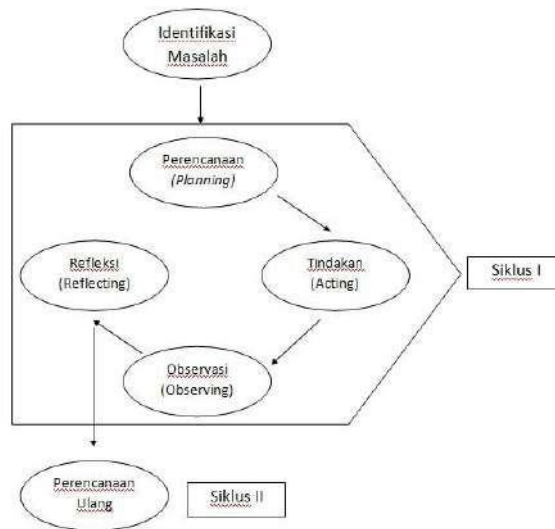 Identifikasi
Masalah
Perencanaan
(Planning)
Refleksi
(Reflecting)
Tindakan
(Acting)
Siklus I
Observasi
(Observing)
Perencanaan
Ulang
Siklus II